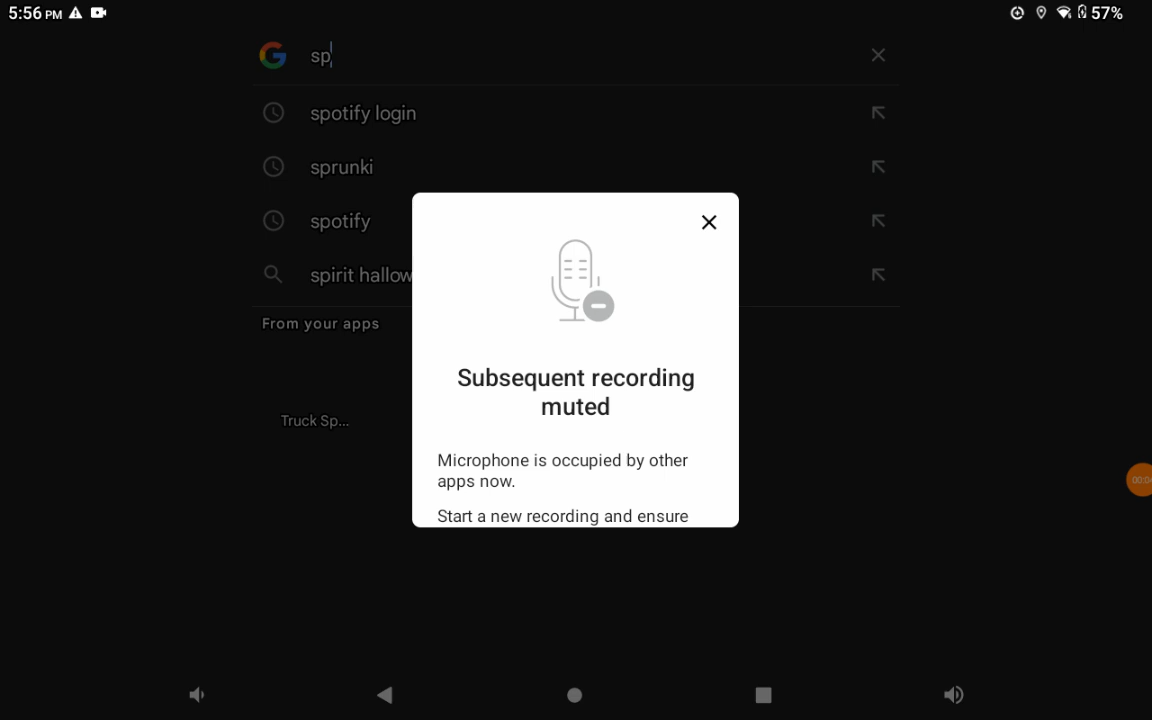 5:56 PM
57%
sp
spotify login
sprunki
spotify
spirit hallow
From your apps
Truck Sp...
Subsequent recording
muted
Microphone is occupied by other
apps now.
Start a new recording and ensure